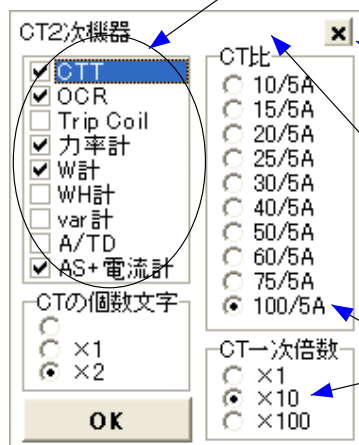 CT2次機器
CTT
OCR
Trip Coil
力率計
W計
WH計
var計
A/TD
AS+電流計
CTの個数文字
×1
×2
OK
CT比
10/5A
15/5A
20/5A
25/5A
30/5A
40/5A
50/5A
60/5A
75/5A
100/5A
CT一次倍数
×1
×10
×100